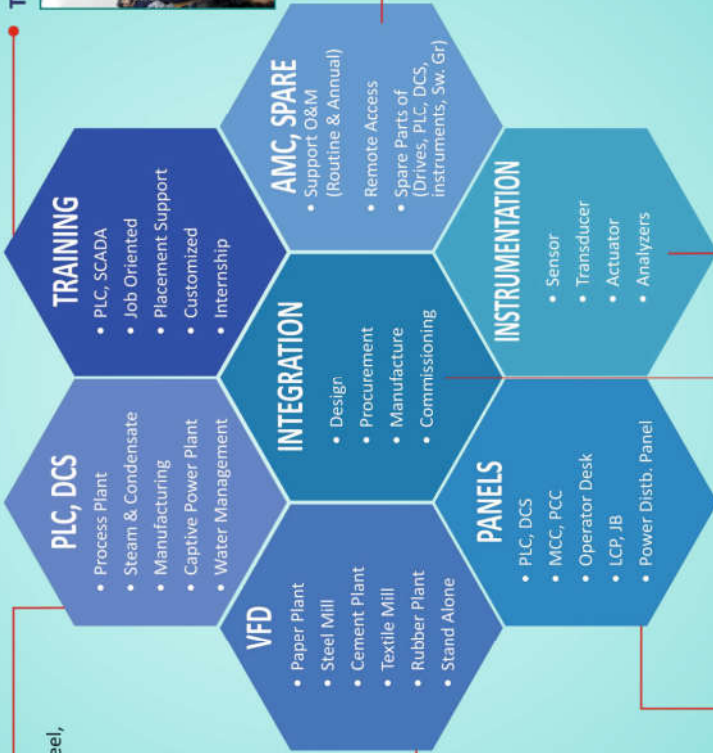 T
eel,
PLC, DCS
• Process Plant
• Steam & Condensate
• Manufacturing
• Captive Power Plant
• Water Management
TRAINING
• PLC, SCADA
• Job Oriented
• Placement Support
• Customized
• Internship
VFD
• Paper Plant
• Steel Mill
• Cement Plant
• Textile Mill
• Rubber Plant
• Stand Alone
INTEGRATION
• Design
• Procurement
• Manufacture
• Commissioning
AMC, SPARE
• Support O&M
(Routine & Annual)
• Remote Access
• Spare Parts of
(Drives, PLC, DCS,
instruments, Sw. Gr)
PANELS
• PLC, DCS
• MCC, PCC
• Operator Desk
• LCP, JB
• Power Distb. Panel
INSTRUMENTATION
• Sensor
• Transducer
• Actuator
• Analyzers